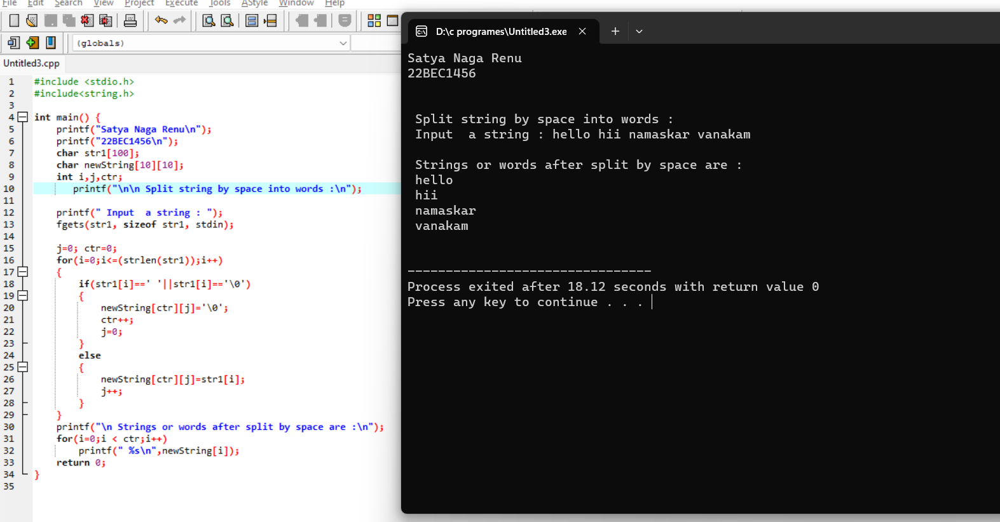 File Edit Search View Project Execute Tools AStyle Window Help
(globals)
Untitled3.cpp
1 #include <stdio.h>
2 #include<string.h>
3
4 int main() {
5 printf("Satya Naga Renu\n");
6 printf("22BEC1456\n");
7 char str1[100];
8 char newString[10][10];
9 int i,j,ctr;
10 printf("\n\n Split string by space into words :\n");
11
12 printf(" Input  a string : ");
13 fgets(str1, sizeof str1, stdin);
14
15 j=0; ctr=0;
16 for(i=0;i<=(strlen(str1));i++)
17 {
18 if(str1[i]==' '||str1[i]=='\0')
19 {
20 newString[ctr][j]='\0';
21 ctr++;
22 j=0;
23 }
24 else
25 {
26 newString[ctr][j]=str1[i];
27 j++;
28 }
29 }
30 printf("\n Strings or words after split by space are :\n");
31 for(i=0;i < ctr;i++)
32 printf(" %s\n",newString[i]);
33 return 0;
34 }
35
D:\c programes\Untitled3.exe
Satya Naga Renu
22BEC1456
Split string by space into words :
Input  a string : hello hii namaskar vanakam
Strings or words after split by space are :
hello
hii
namaskar
vanakam
--------------------------------
Process exited after 18.12 seconds with return value 0
Press any key to continue . . .